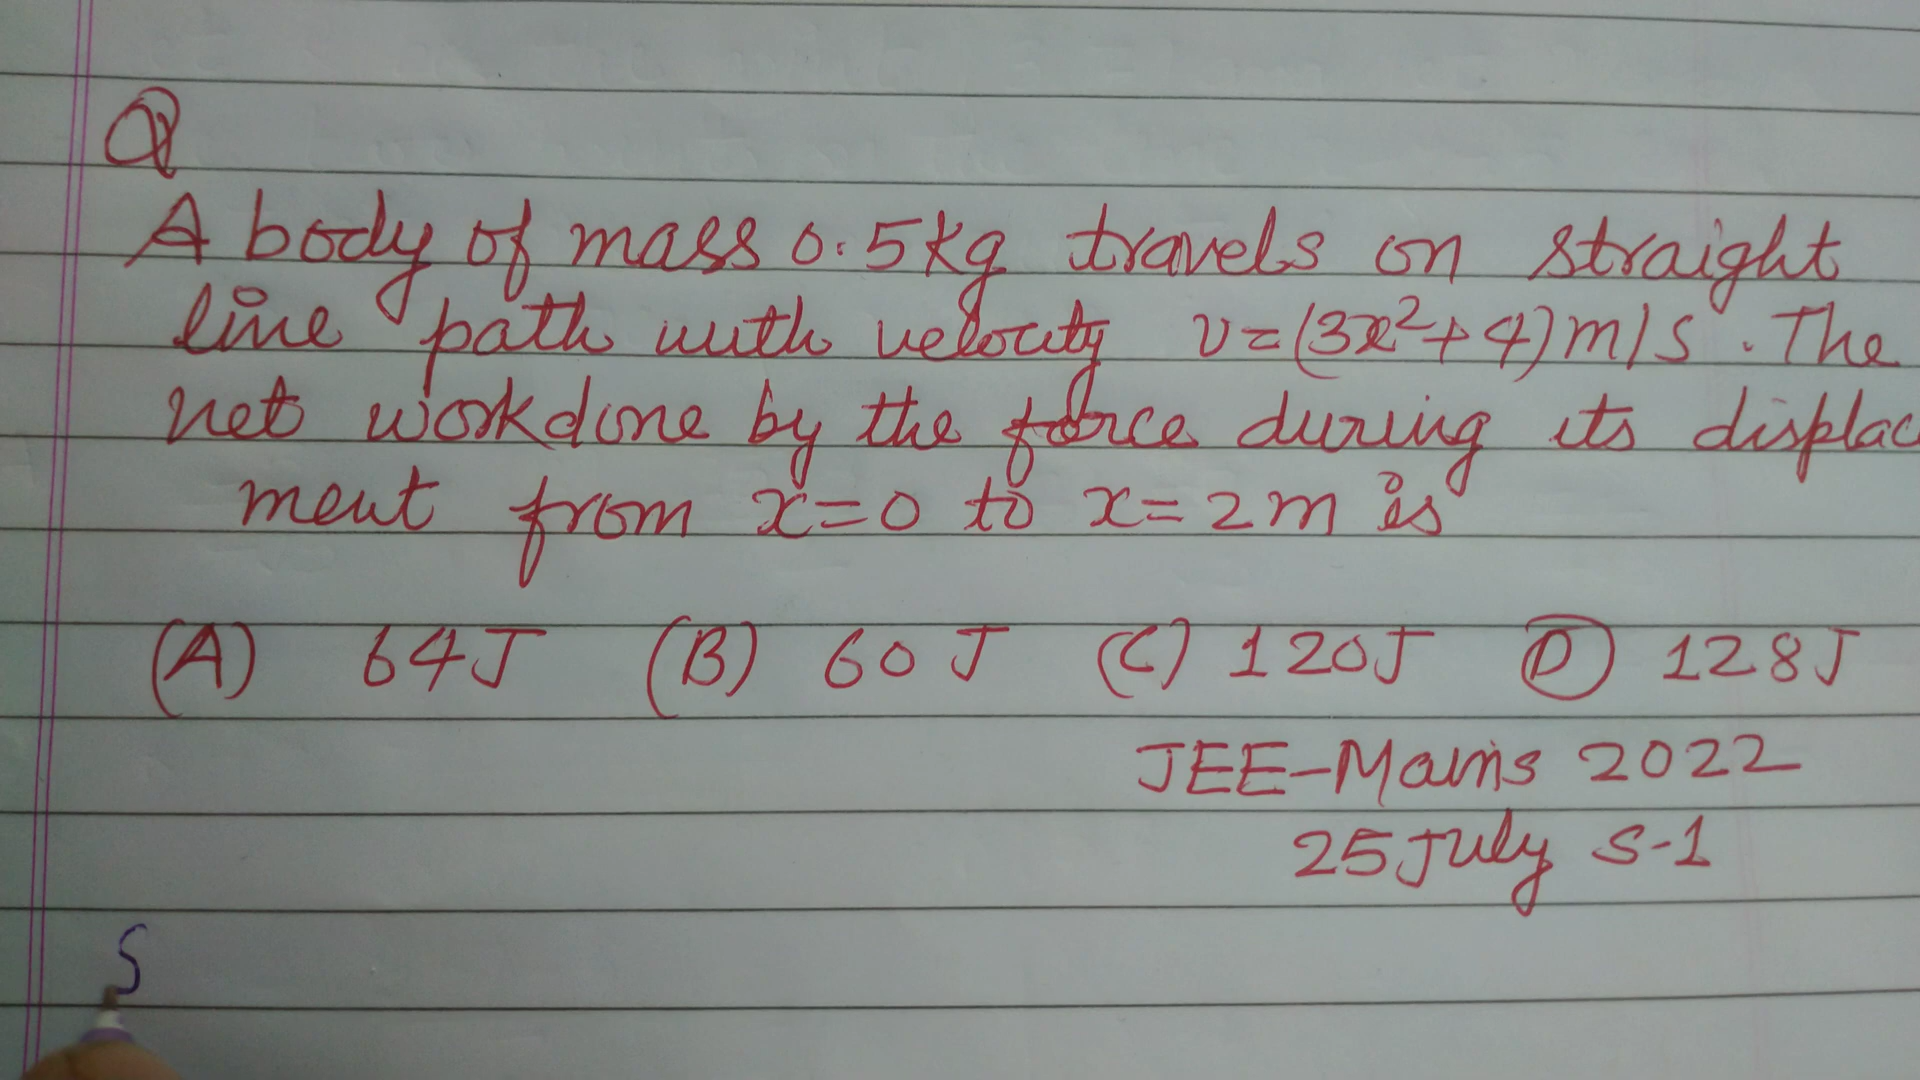 Q
A body of mass 0.5kg travels on straight
line path with velocity v=(3x²+4)m/s. The
net workdone by the force during its displac
ment from x=0 to x=2m is
(A) 64J (B) 60J (C) 120J (D) 128J
JEE-Mains 2022
25 July S-1
S